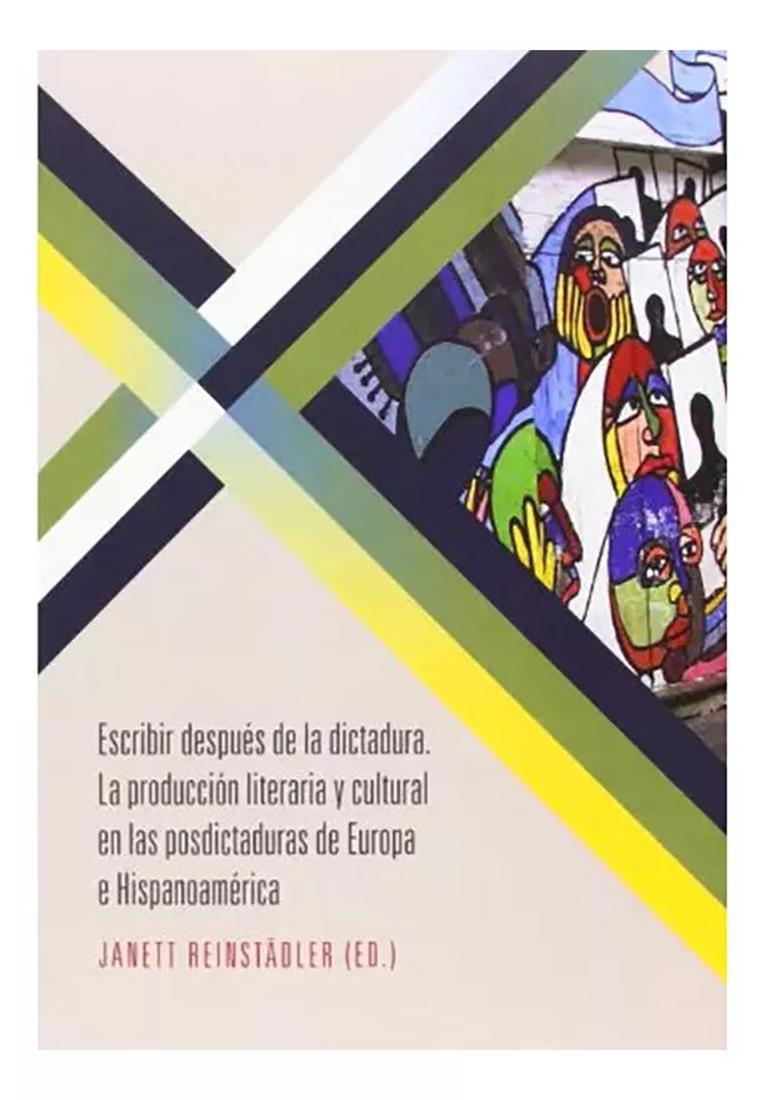 Escribir después de la dictadura.
La producción literaria y cultural
en las posdictaduras de Europa
e Hispanoamérica
JANETT REINSTÄDLER (ED.)